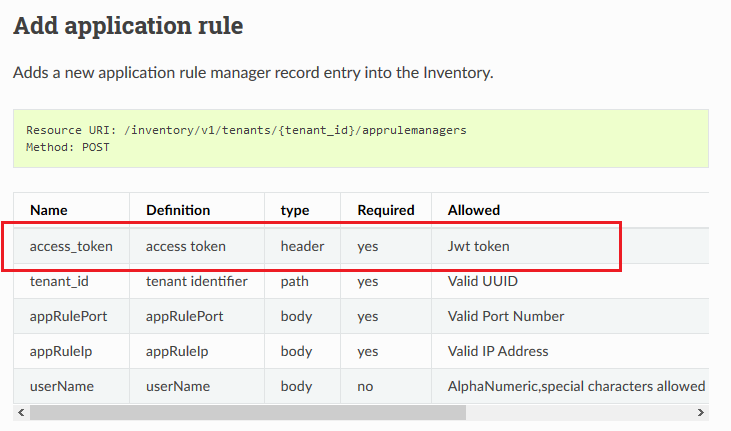 Add application rule
Adds a new application rule manager record entry into the Inventory.
Resource URI: /inventory/v1/tenants/{tenant_id}/apprulemanagers
Method: POST
Name Definition type Required Allowed
access_token access token header yes Jwt token
tenant_id tenant identifier path yes Valid UUID
appRulePort appRulePort body yes Valid Port Number
appRuleIp appRuleIp body yes Valid IP Address
userName userName body no AlphaNumeric,special characters allowed